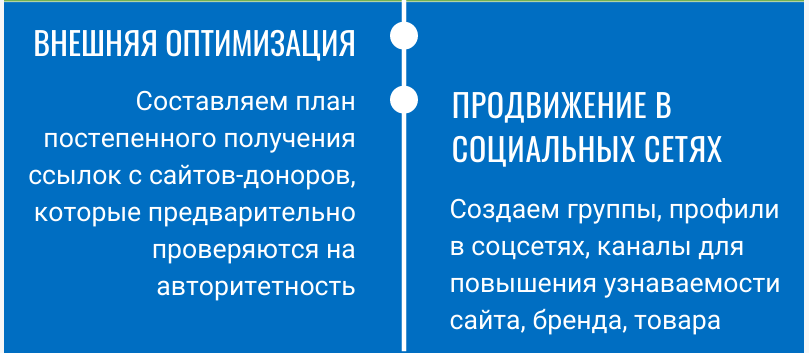 ВНЕШНЯЯ ОПТИМИЗАЦИЯ
Составляем план
постепенного получения
ссылок с сайтов-доноров,
которые предварительно
проверяются на
авторитетность
ПРОДВИЖЕНИЕ В
СОЦИАЛЬНЫХ СЕТЯХ
Создаем группы, профили
в соцсетях, каналы для
повышения узнаваемости
сайта, бренда, товара